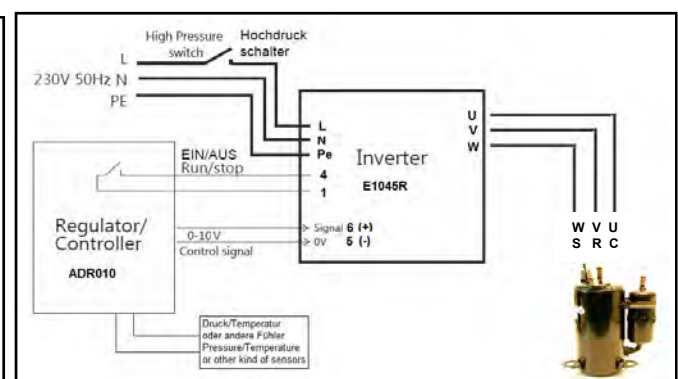 High Pressure
switch
Hochdruck
schalter
L
230V 50Hz N
PE
L
N
Pe
4
1
Inverter
E1045R
U
V
W
EIN/AUS
Run/stop
Regulator/
Controller
ADR010
0-10V
Control signal
Signal 6 (+)
0V 5 (-)
W V U
S R C
Druck/Temperatur
oder andere Fühler
Pressure/Temperature
or other kind of sensors